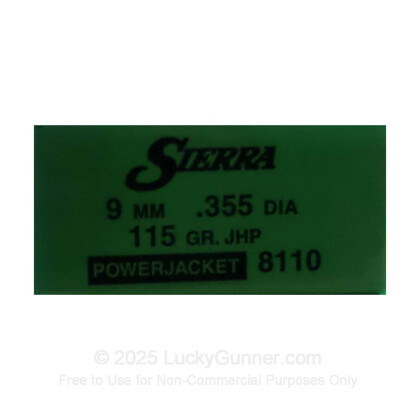 SIERRA
9 MM .355 DIA
115 GR. JHP
POWERJACKET 8110
© 2025 LuckyGunner.com
Free to Use for Non-Commercial Purposes Only